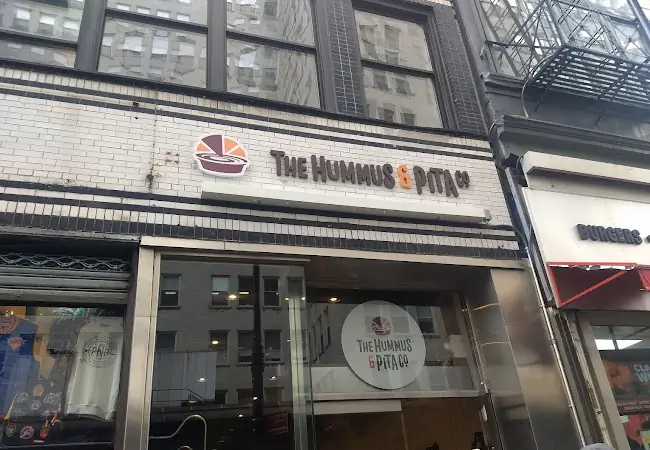 THE HUMMUS & PITA CO
BURGERS
THE HUMMUS
& PITA CO